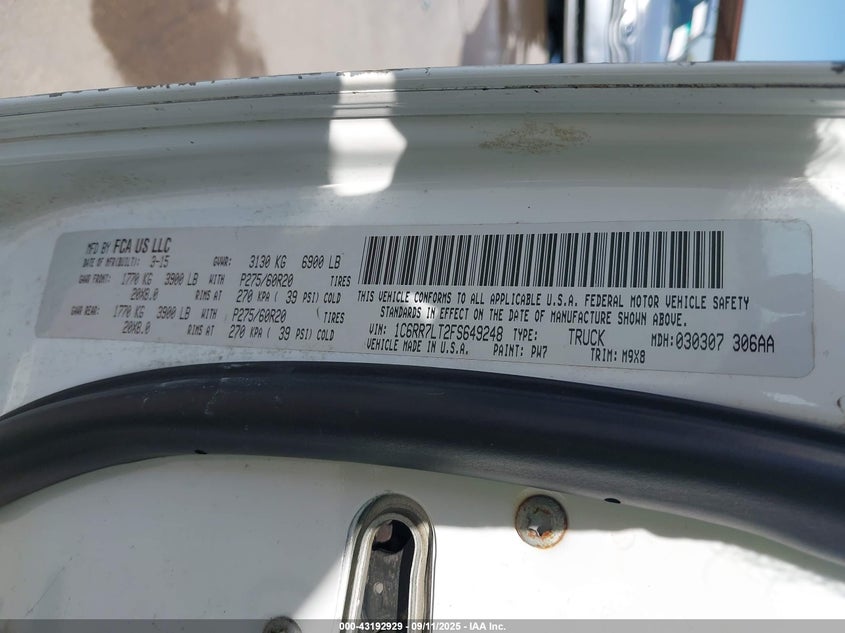 MFD BY FCA US LLC
DATE OF MFR(BUILT): 3-15 GVWR: 3130 KG 6900 LB
GAWR FRONT: 1770 KG 3900 LB WITH P275/60R20 TIRES
20X8.0 RIMS AT 270 KPA ( 39 PSI) COLD
GAWR REAR: 1770 KG 3900 LB WITH P275/60R20 TIRES
20X8.0 RIMS AT 270 KPA ( 39 PSI) COLD
THIS VEHICLE CONFORMS TO ALL APPLICABLE U.S.A. FEDERAL MOTOR VEHICLE SAFETY
STANDARDS IN EFFECT ON THE DATE OF MANUFACTURE SHOWN ABOVE.
VIN: 1C6RR7LT2FS649248 TYPE: TRUCK MDH:030307 306AA
VEHICLE MADE IN U.S.A. PAINT: PW7 TRIM: M9X8
000-43192929 - 09/11/2025 - IAA Inc.